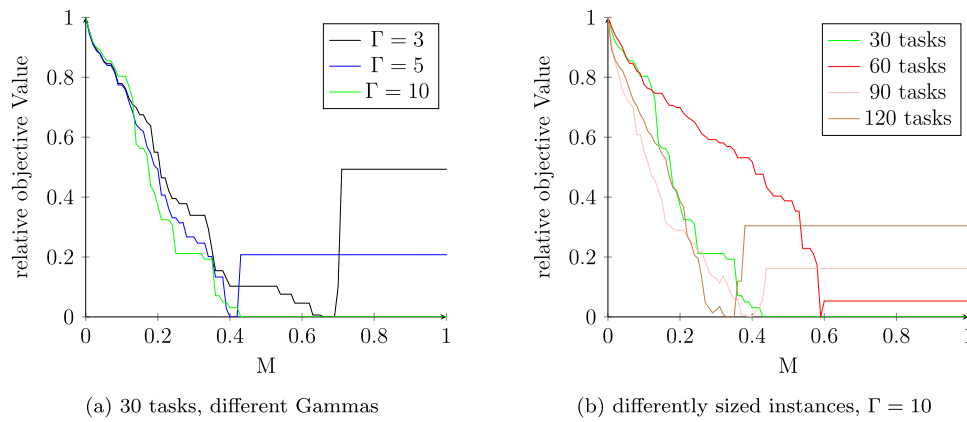 1
0.8
0.6
0.4
0.2
0
0 0.2 0.4 0.6 0.8 1
relative objective Value
M
Γ = 3
Γ = 5
Γ = 10
(a) 30 tasks, different Gammas
1
0.8
0.6
0.4
0.2
0
0 0.2 0.4 0.6 0.8 1
relative objective Value
M
30 tasks
60 tasks
90 tasks
120 tasks
(b) differently sized instances, Γ = 10